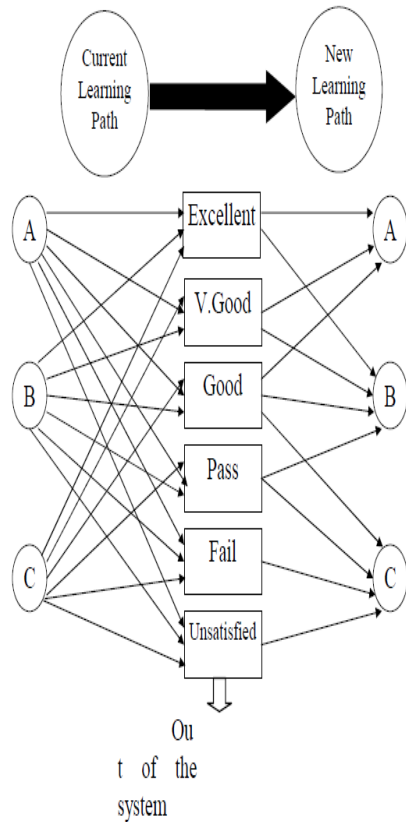 Current
Learning
Path
New
Learning
Path
A
Excellent
A
V.Good
B
Good
B
Pass
Fail
C
C
Unsatisfied
Ou
t of the
system